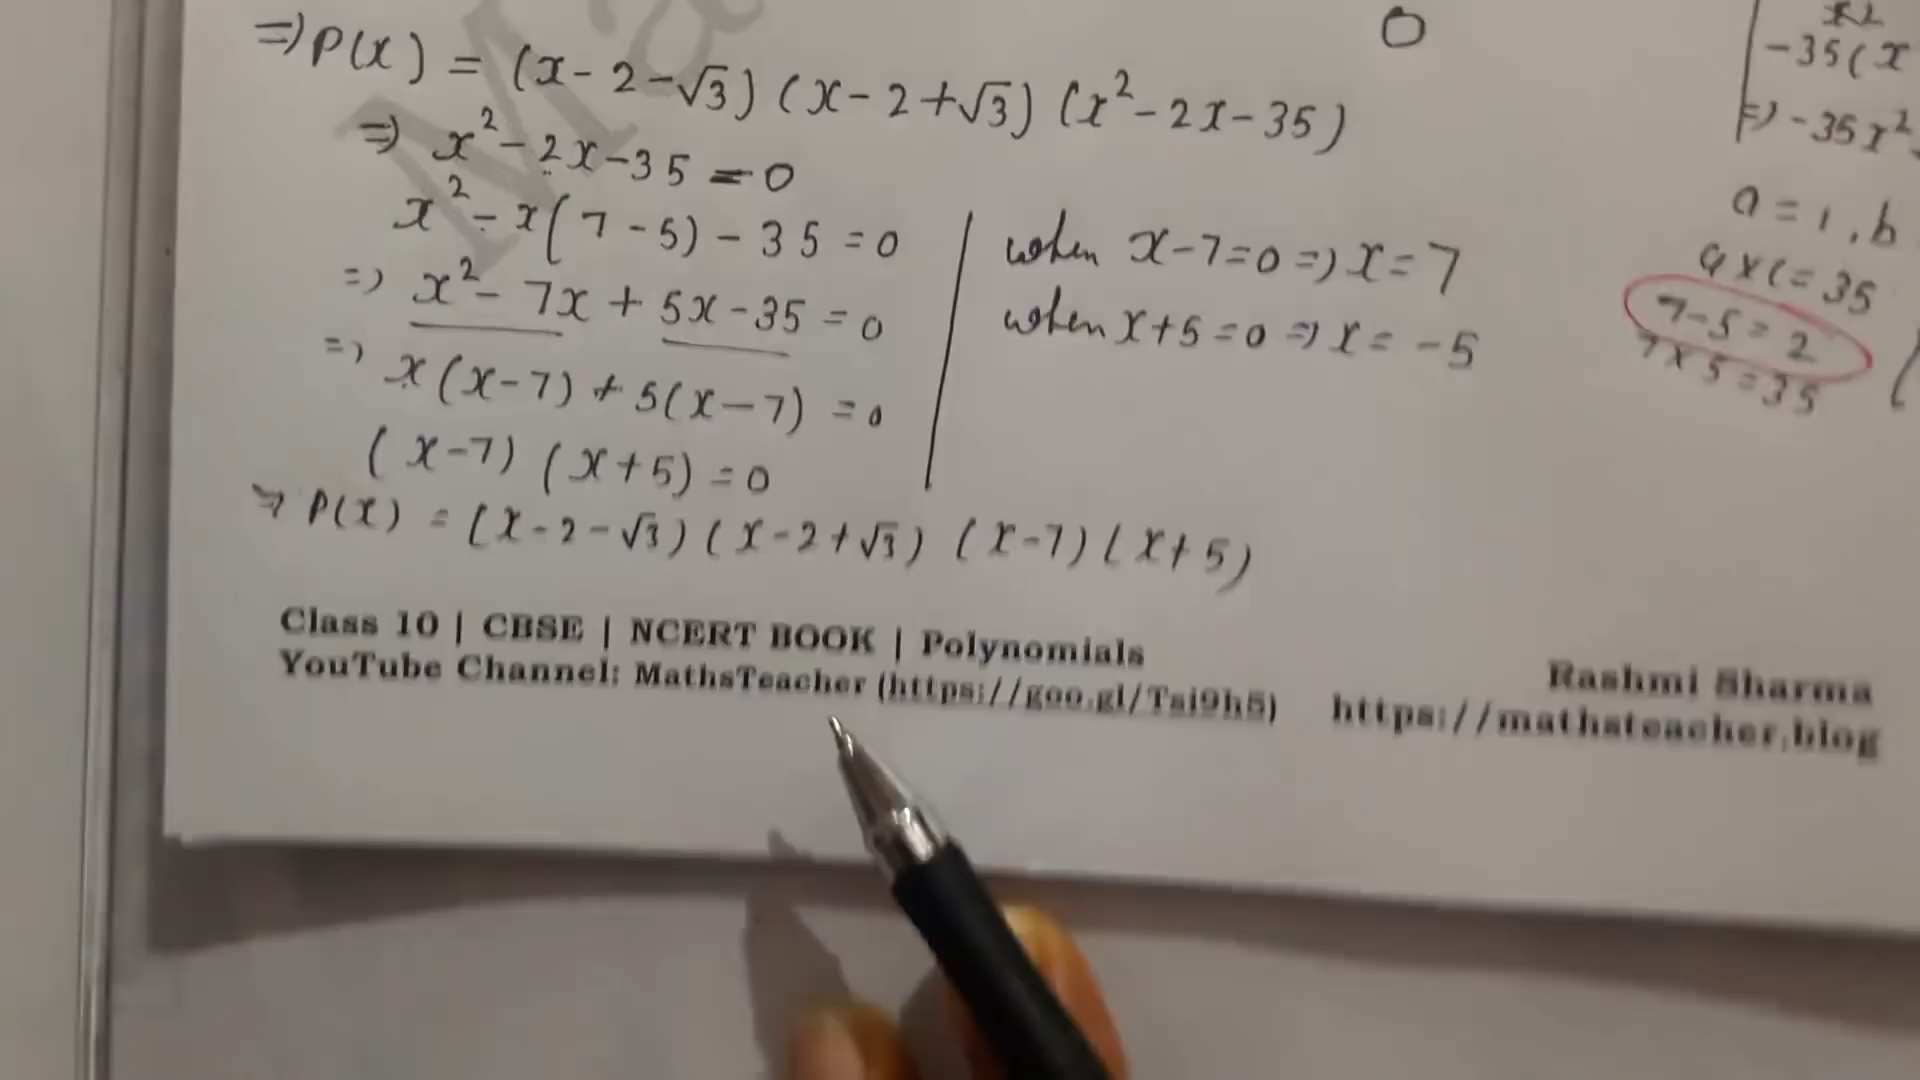 0
⇒ P(x) = (x-2-√3) (x-2+√3) (x²-2x-35)
⇒ x²-2x-35=0
x²-x(7-5)-35=0
⇒ x²-7x+5x-35=0
⇒ x(x-7)+5(x-7)=0
(x-7) (x+5)=0
when x-7=0 ⇒ x=7
when x+5=0 ⇒ x=-5
⇒ P(x) = (x-2-√3) (x-2+√3) (x-7) (x+5)
-35(x
⇒ -35x²
a=1, b
a×c=35
7-5=2
7×5=35
Class 10 | CBSE | NCERT BOOK | Polynomials
YouTube Channel: MathsTeacher (https://goo.gl/Tsi9h5)
Rashmi Sharma
https://mathsteacher.blog